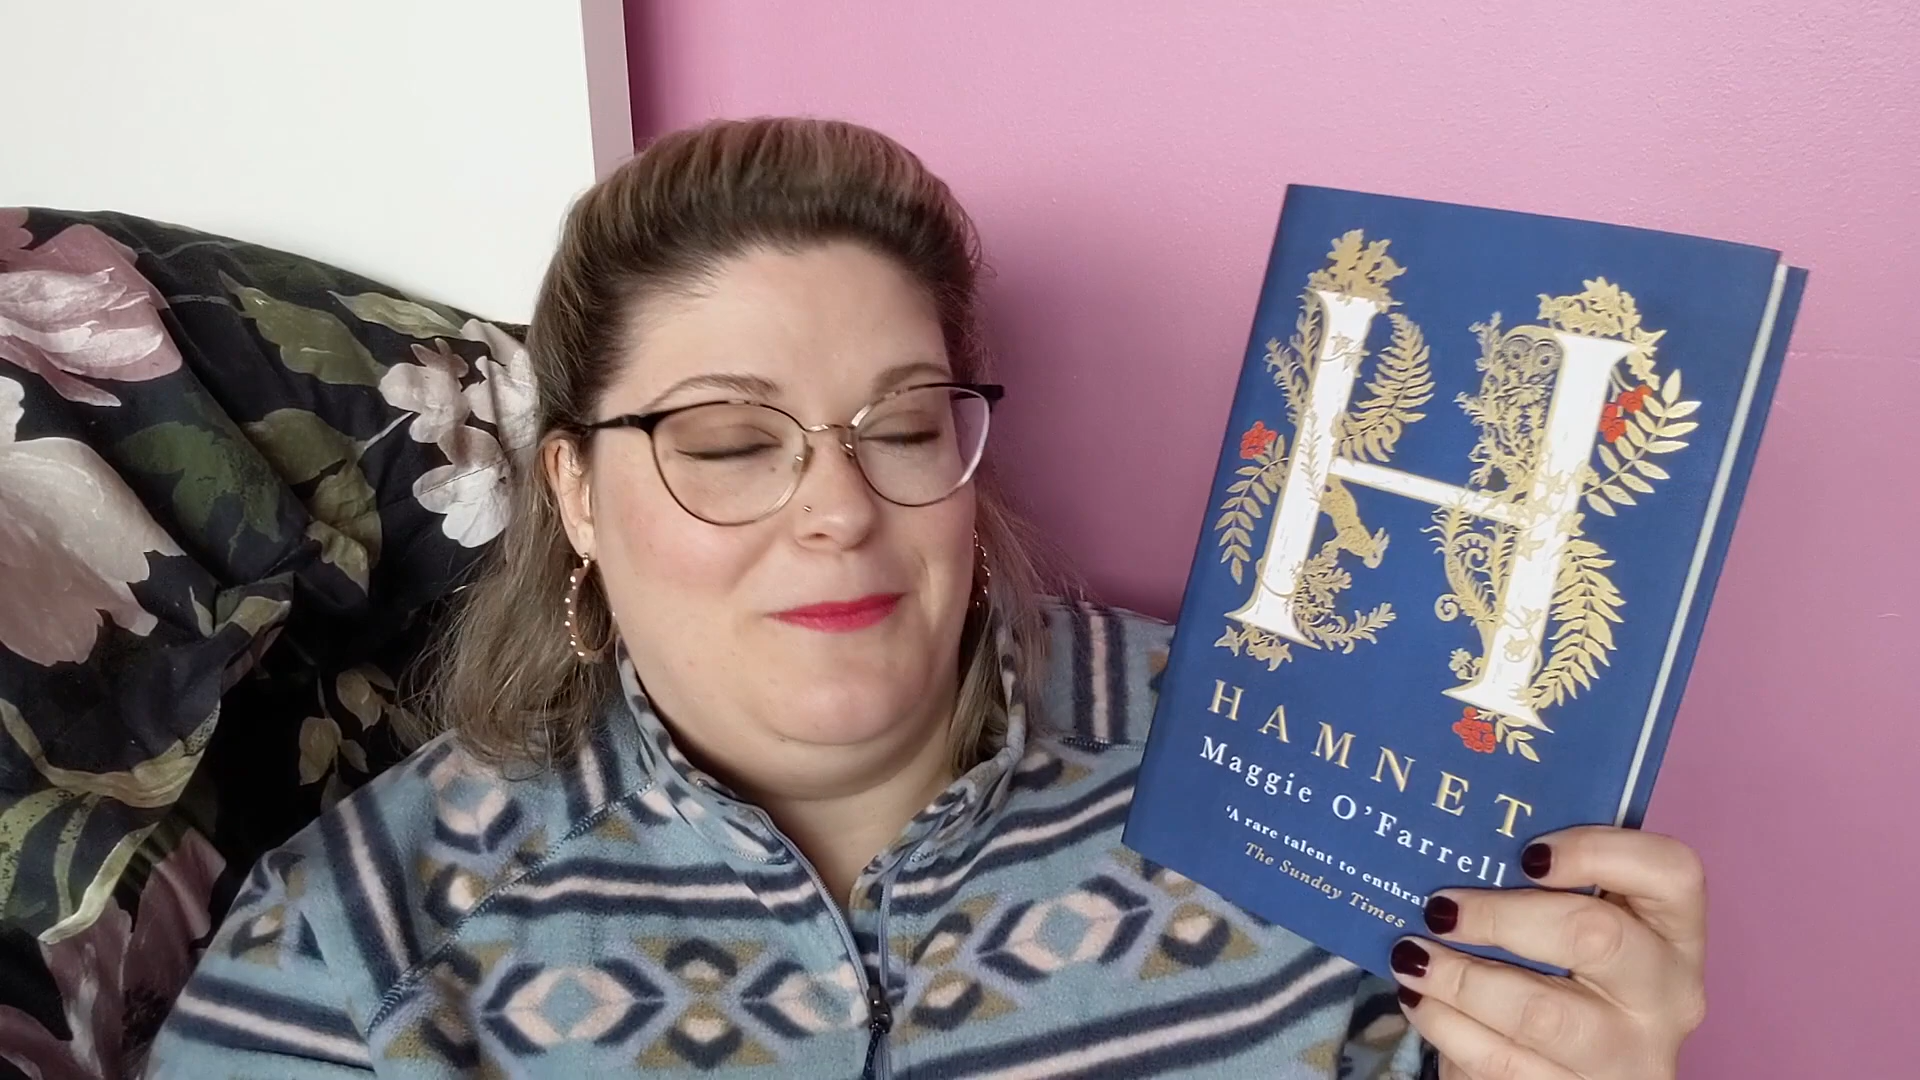 H
HAMNET
Maggie O'Farrell
'A rare talent to enthral
The Sunday Times